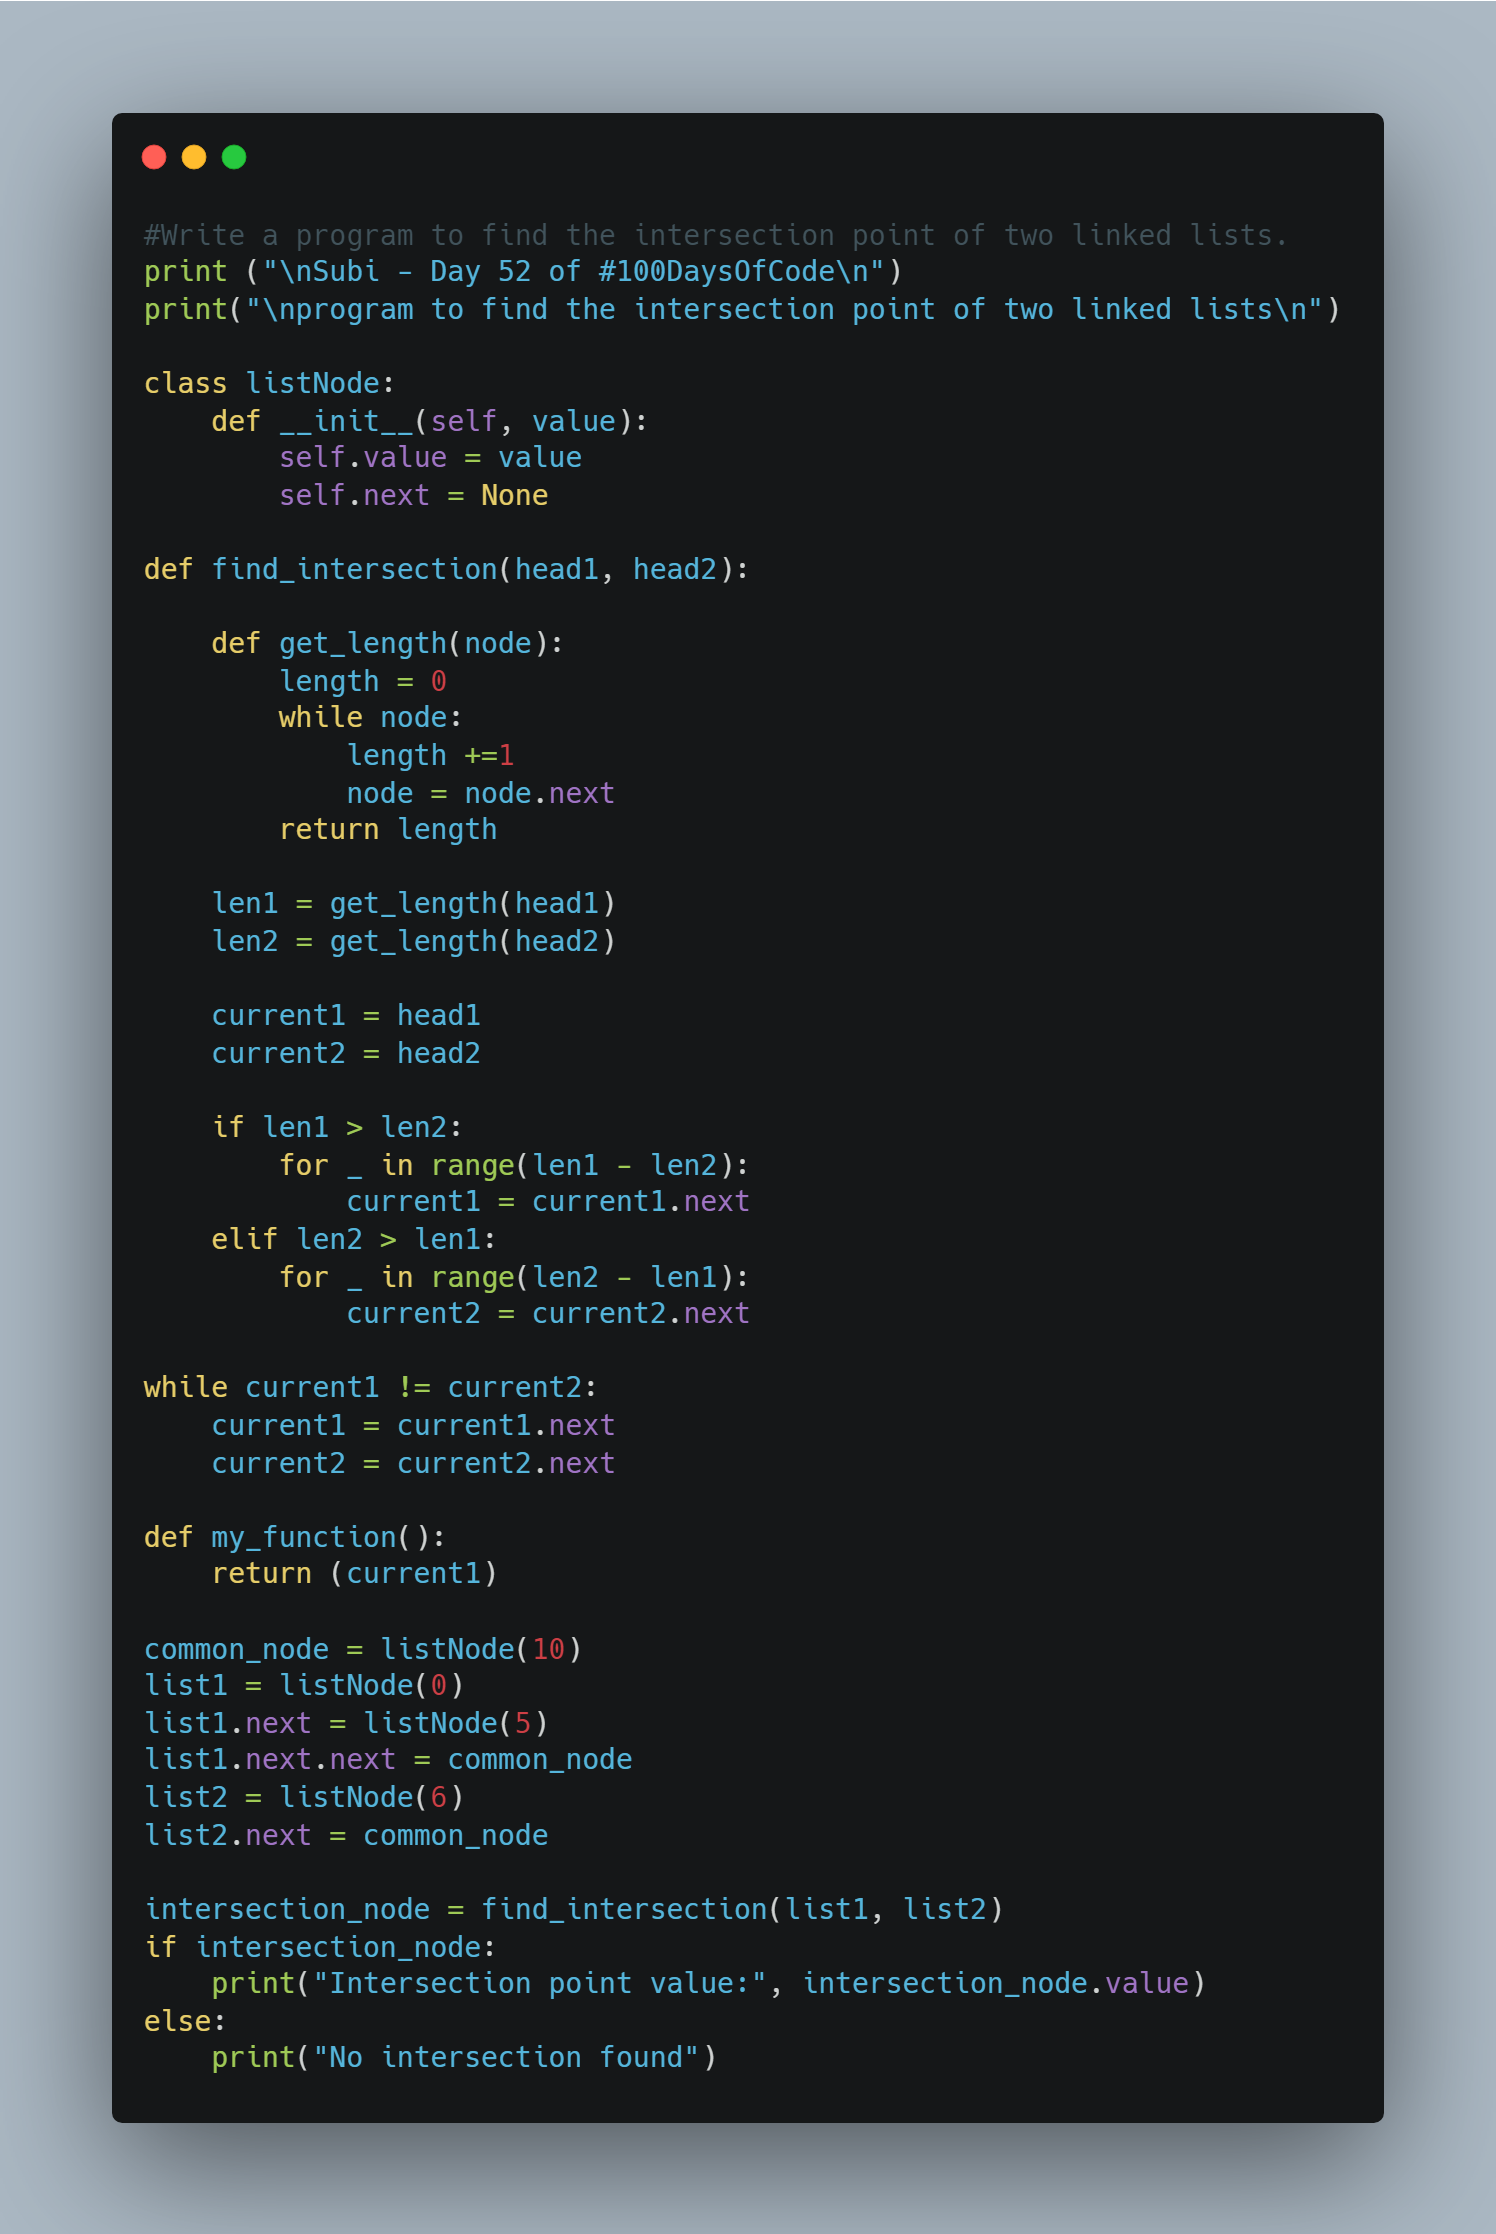 #Write a program to find the intersection point of two linked lists.
print ("\nSubi - Day 52 of #100DaysOfCode\n")
print("\nprogram to find the intersection point of two linked lists\n")

class listNode:
    def __init__(self, value):
        self.value = value
        self.next = None

def find_intersection(head1, head2):

    def get_length(node):
        length = 0
        while node:
            length +=1
            node = node.next
        return length

    len1 = get_length(head1)
    len2 = get_length(head2)

    current1 = head1
    current2 = head2

    if len1 > len2:
        for _ in range(len1 - len2):
            current1 = current1.next
    elif len2 > len1:
        for _ in range(len2 - len1):
            current2 = current2.next

while current1 != current2:
    current1 = current1.next
    current2 = current2.next

def my_function():
    return (current1)

common_node = listNode(10)
list1 = listNode(0)
list1.next = listNode(5)
list1.next.next = common_node
list2 = listNode(6)
list2.next = common_node

intersection_node = find_intersection(list1, list2)
if intersection_node:
    print("Intersection point value:", intersection_node.value)
else:
    print("No intersection found")